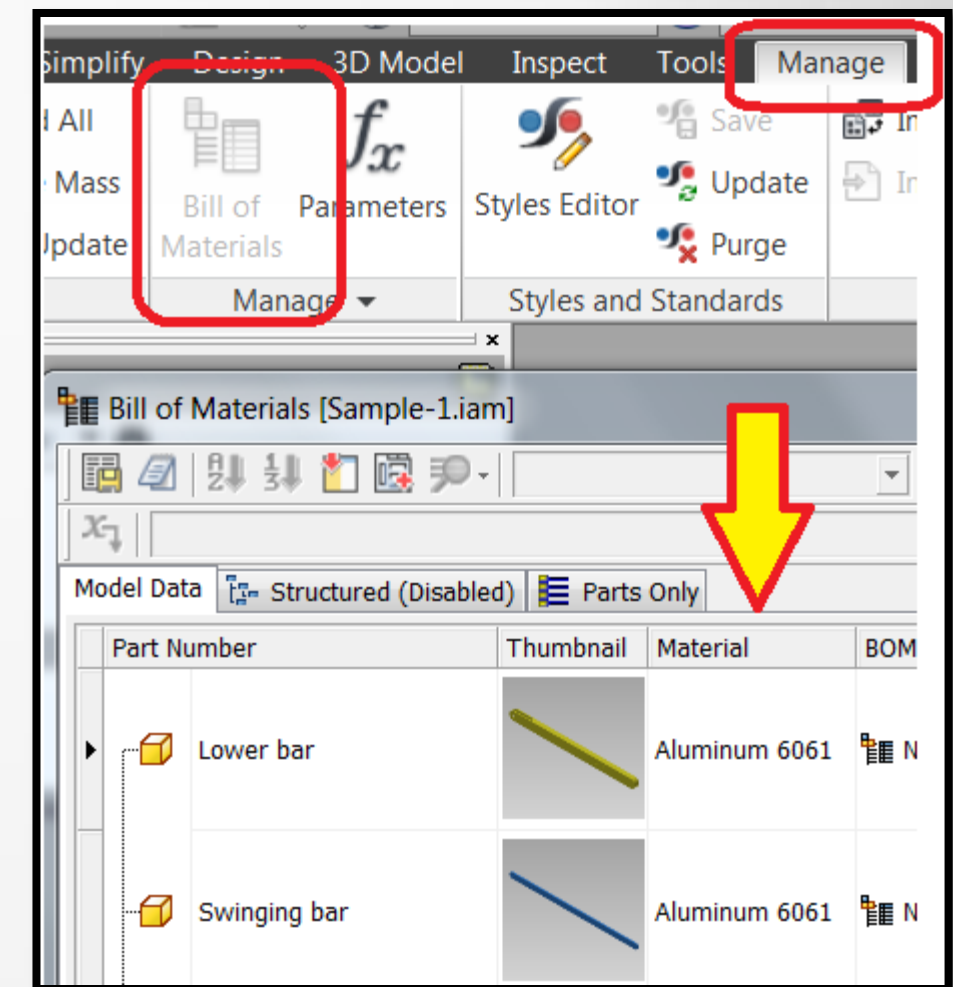 Simplify Design 3D Model Inspect Tools Manage
All Save
Mass Bill of Parameters Styles Editor Update
Update Materials Purge
Manage Styles and Standards
Bill of Materials [Sample-1.iam]
Model Data Structured (Disabled) Parts Only
Part Number Thumbnail Material BOM
Lower bar Aluminum 6061 N
Swinging bar Aluminum 6061 N